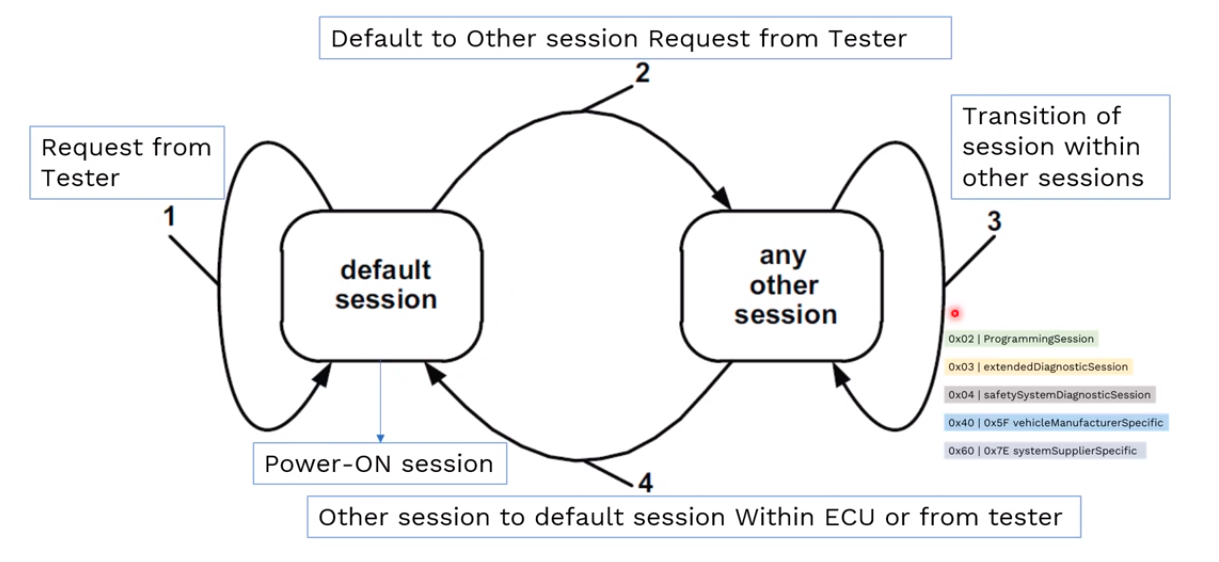 Default to Other session Request from Tester
2
Request from
Tester
1
Transition of
session within
other sessions
3
default
session
any
other
session
0x02 | ProgrammingSession
0x03 | extendedDiagnosticSession
0x04 | safetySystemDiagnosticSession
0x40 | 0x5F vehicleManufacturerSpecific
0x60 | 0x7E systemSupplierSpecific
Power-ON session
4
Other session to default session Within ECU or from tester